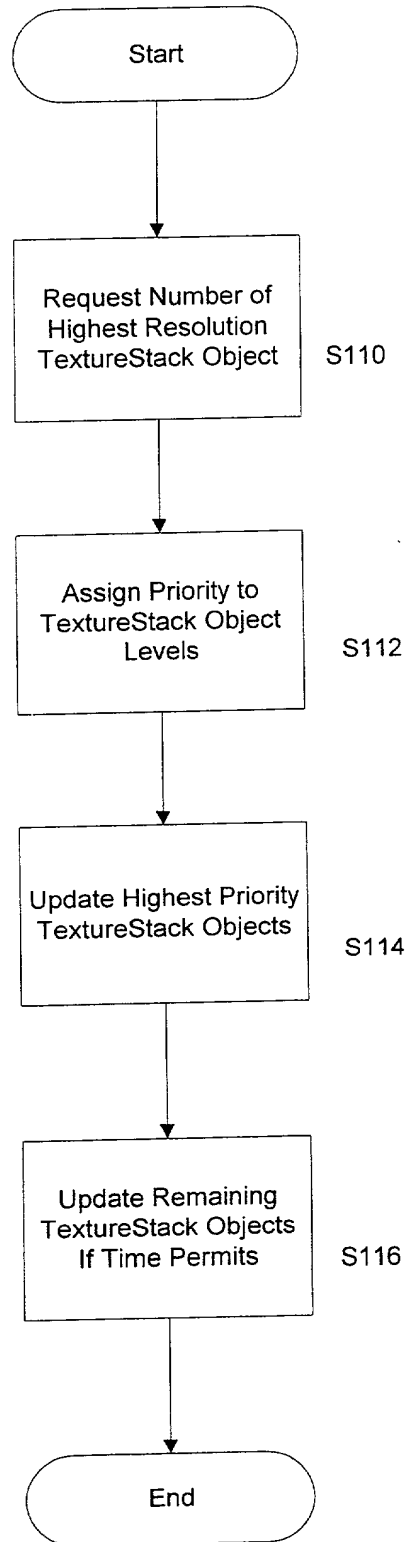 Start
Request Number of
Highest Resolution
TextureStack Object
S110
Assign Priority to
TextureStack Object
Levels
S112
Update Highest Priority
TextureStack Objects
S114
Update Remaining
TextureStack Objects
If Time Permits
S116
End